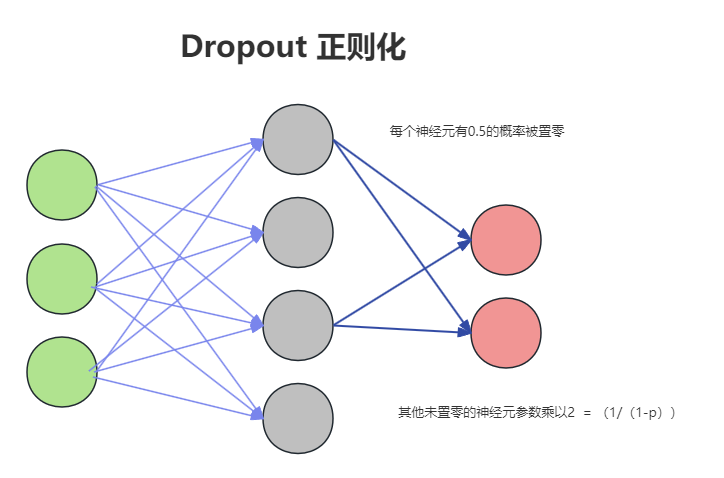 Dropout 正则化
每个神经元有0.5的概率被置零
其他未置零的神经元参数乘以2 = （1/（1-p））